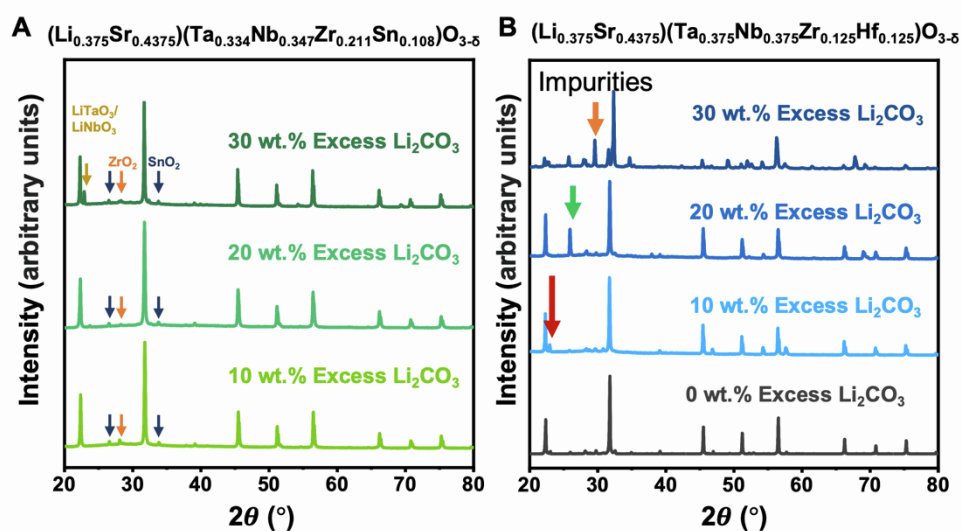 A (Li0.375Sr0.4375)(Ta0.334Nb0.347Zr0.211Sn0.108)O3-δ
Intensity (arbitrary units)
LiTaO3/
LiNbO3
ZrO2
SnO2
30 wt.% Excess Li2CO3
20 wt.% Excess Li2CO3
10 wt.% Excess Li2CO3
20 30 40 50 60 70 80
2θ (°)
B (Li0.375Sr0.4375)(Ta0.375Nb0.375Zr0.125Hf0.125)O3-δ
Intensity (arbitrary units)
Impurities
30 wt.% Excess Li2CO3
20 wt.% Excess Li2CO3
10 wt.% Excess Li2CO3
0 wt.% Excess Li2CO3
20 30 40 50 60 70 80
2θ (°)